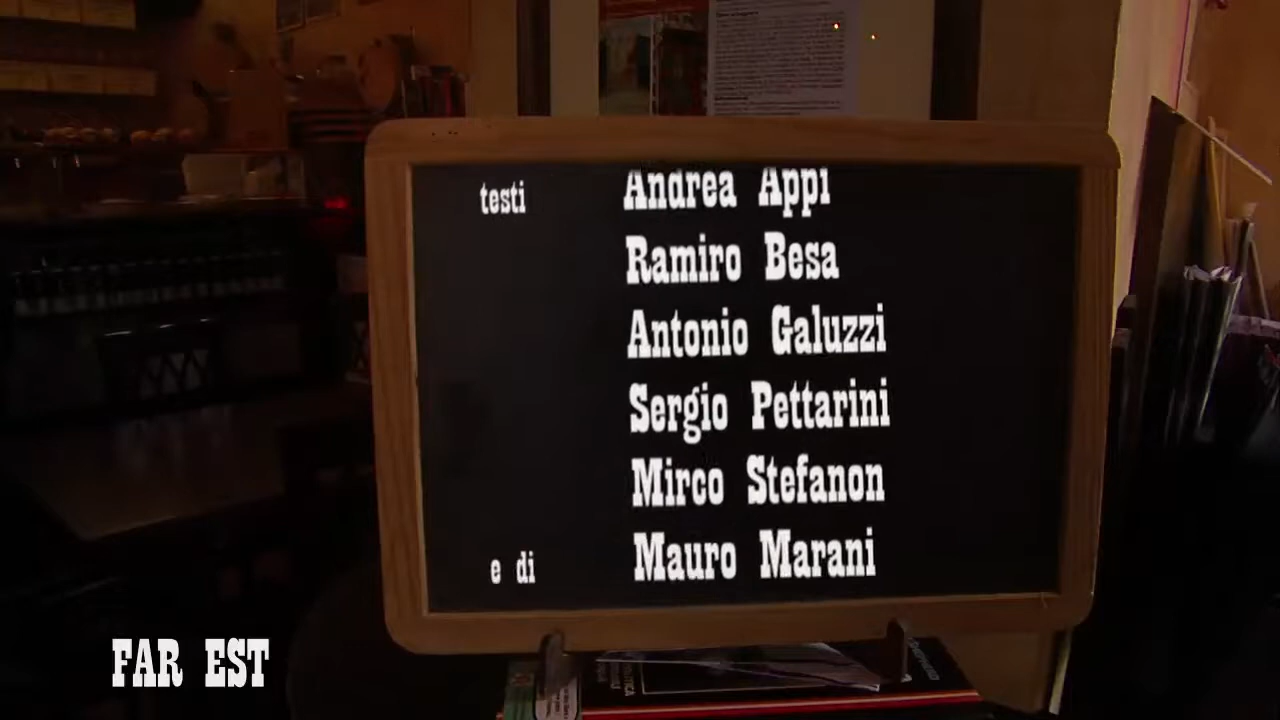 testi Andrea Appi
Ramiro Besa
Antonio Galuzzi
Sergio Pettarini
Mirco Stefanon
e di Mauro Marani
FAR EST